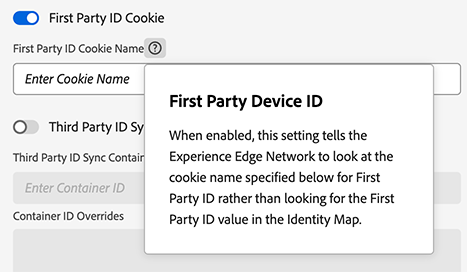 First Party ID Cookie
First Party ID Cookie Name
Enter Cookie Name
First Party Device ID
When enabled, this setting tells the
Experience Edge Network to look at the
cookie name specified below for First
Party ID rather than looking for the First
Party ID value in the Identity Map.
Third Party ID Sy
Third Party ID Sync Contain
Enter Container ID
Container ID Overrides